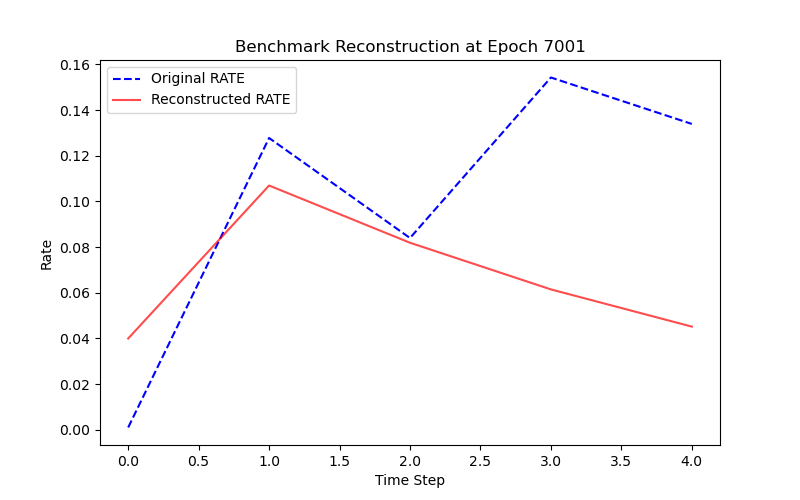 Benchmark Reconstruction at Epoch 7001
Original RATE
Reconstructed RATE
0.16
0.14
0.12
0.10
0.08
0.06
0.04
0.02
0.00
Rate
0.0 0.5 1.0 1.5 2.0 2.5 3.0 3.5 4.0
Time Step